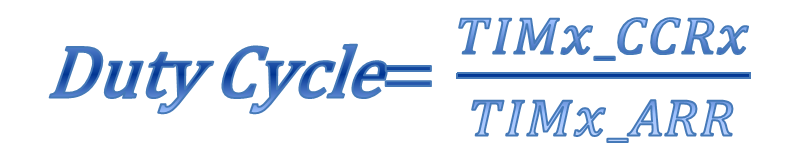 Duty Cycle= TIMx_CCRx
TIMx_ARR